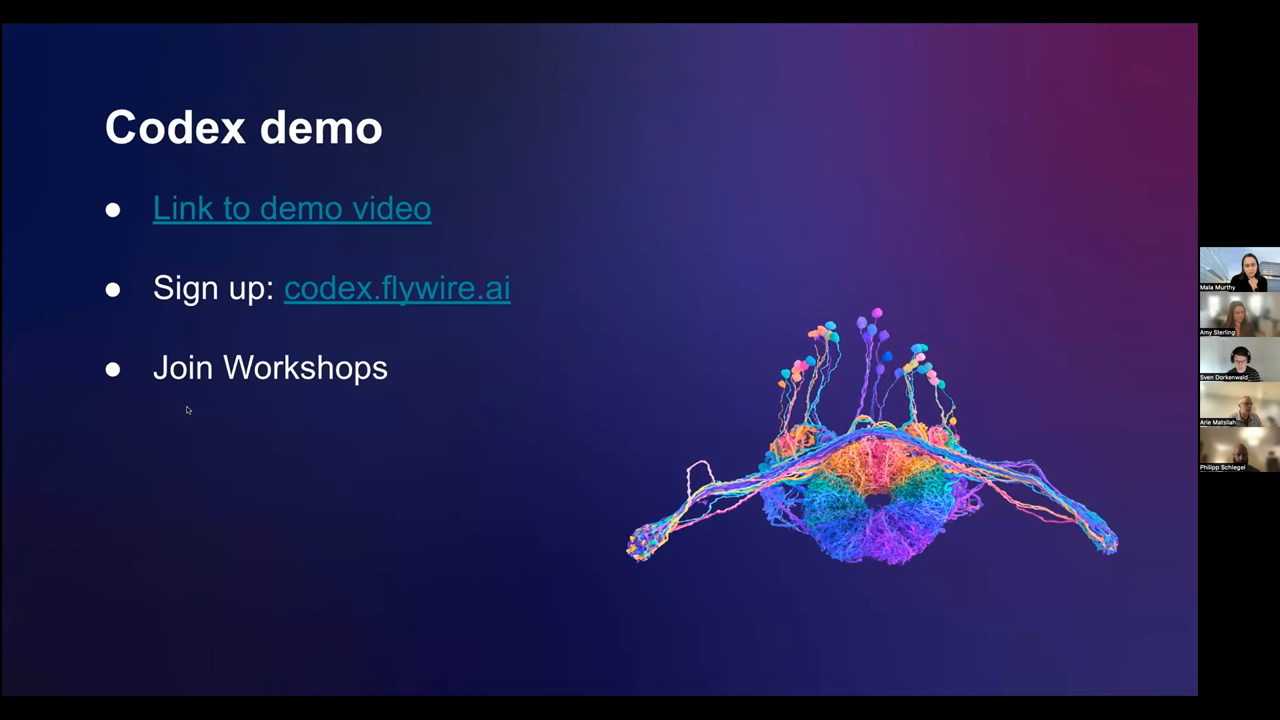 Codex demo
● Link to demo video
● Sign up: codex.flywire.ai
● Join Workshops
Mala Murthy
Amy Sterling
Sven Dorkenwald
Arie Matsliah
Philipp Schlegel